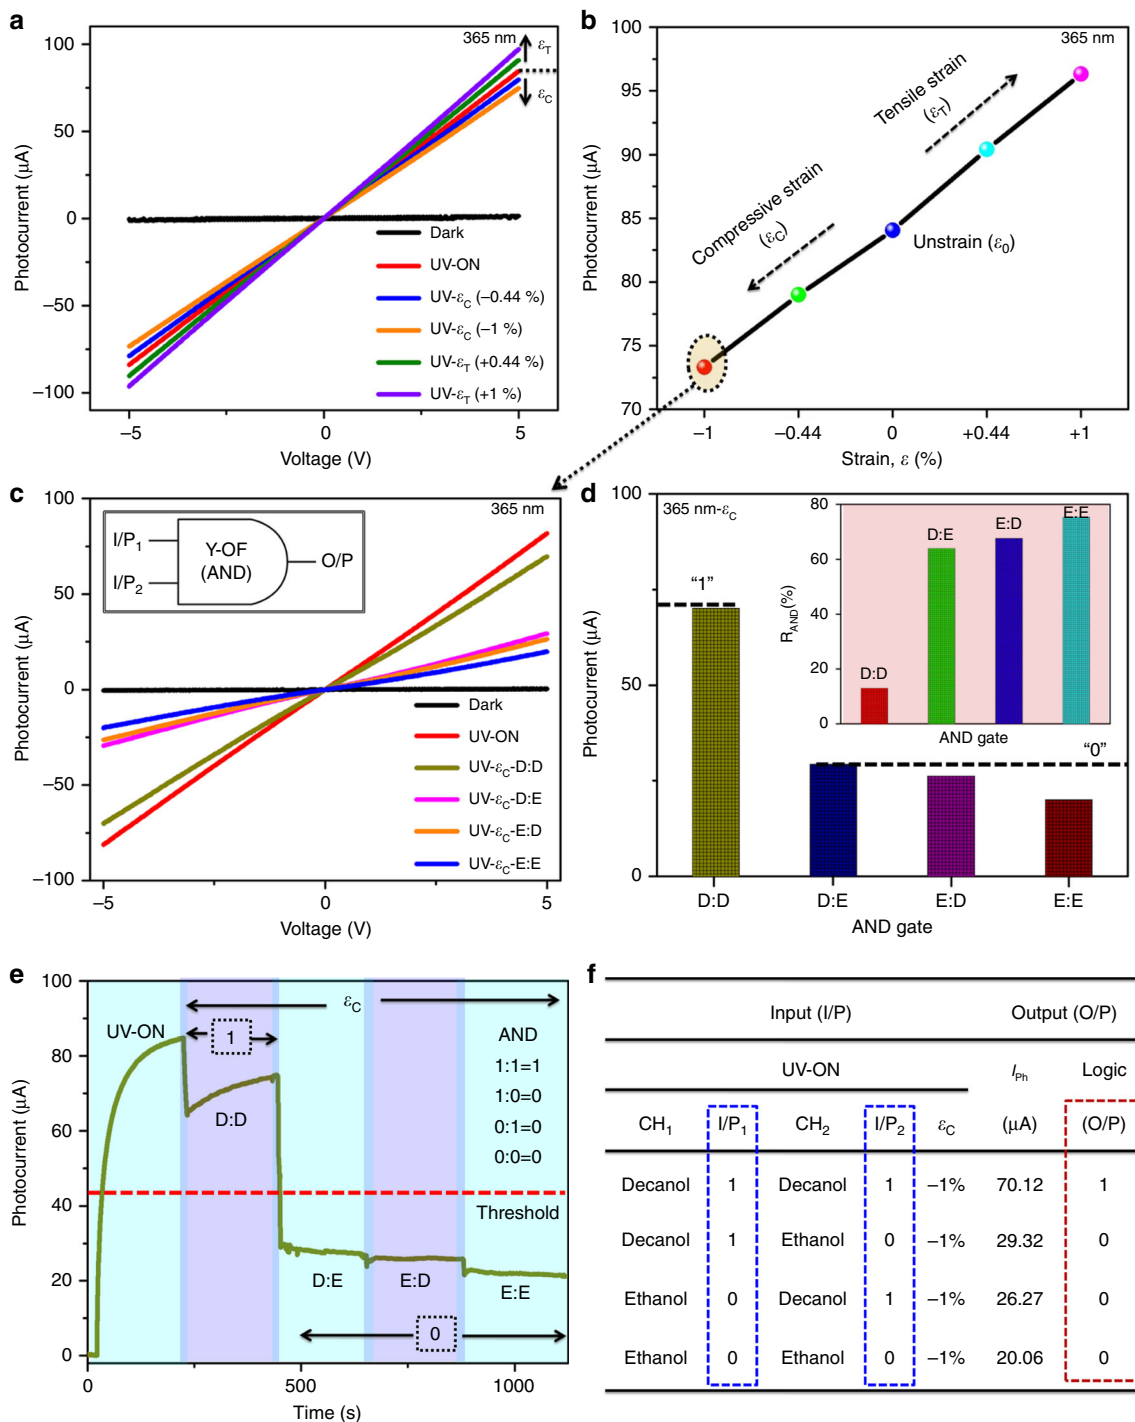 a
365 nm
εT
εC
Photocurrent (μA)
100
50
0
−50
−100
Dark
UV-ON
UV-εC (−0.44 %)
UV-εC (−1 %)
UV-εT (+0.44 %)
UV-εT (+1 %)
−5
0
5
Voltage (V)
b
365 nm
Photocurrent (μA)
100
95
90
85
80
75
70
Tensile strain
(εT)
Compressive strain
(εC)
Unstrain (ε0)
−1
−0.44
0
+0.44
+1
Strain, ε (%)
c
365 nm
Photocurrent (μA)
100
50
0
−50
−100
I/P1
I/P2
Y-OF
(AND)
O/P
Dark
UV-ON
UV-εC-D:D
UV-εC-D:E
UV-εC-E:D
UV-εC-E:E
−5
0
5
Voltage (V)
d
365 nm-εC
Photocurrent (μA)
100
50
0
"1"
"0"
RAND(%)
80
60
40
20
0
D:D
D:E
E:D
E:E
AND gate
D:D
D:E
E:D
E:E
AND gate
e
Photocurrent (μA)
100
80
60
40
20
0
UV-ON
εC
1
D:D
AND
1:1=1
1:0=0
0:1=0
0:0=0
Threshold
D:E
E:D
E:E
0
0
500
1000
Time (s)
f
Input (I/P) Output (O/P)
UV-ON IPh Logic
CH1 I/P1 CH2 I/P2 εC (μA) (O/P)
Decanol 1 Decanol 1 −1% 70.12 1
Decanol 1 Ethanol 0 −1% 29.32 0
Ethanol 0 Decanol 1 −1% 26.27 0
Ethanol 0 Ethanol 0 −1% 20.06 0